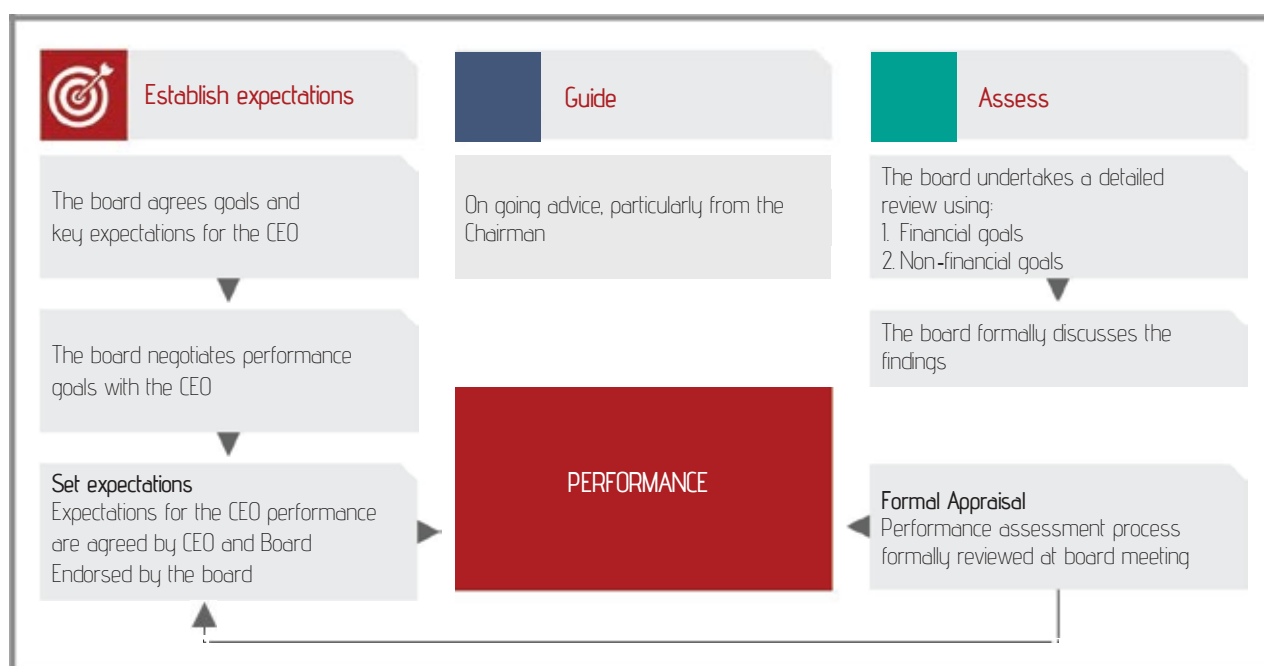 Establish expectations
The board agrees goals and
key expectations for the CEO
The board negotiates performance
goals with the CEO
Set expectations
Expectations for the CEO performance
are agreed by CEO and Board
Endorsed by the board
Guide
On going advice, particularly from the
Chairman
PERFORMANCE
Assess
The board undertakes a detailed
review using:
1. Financial goals
2. Non-financial goals
The board formally discusses the
findings
Formal Appraisal
Performance assessment process
formally reviewed at board meeting